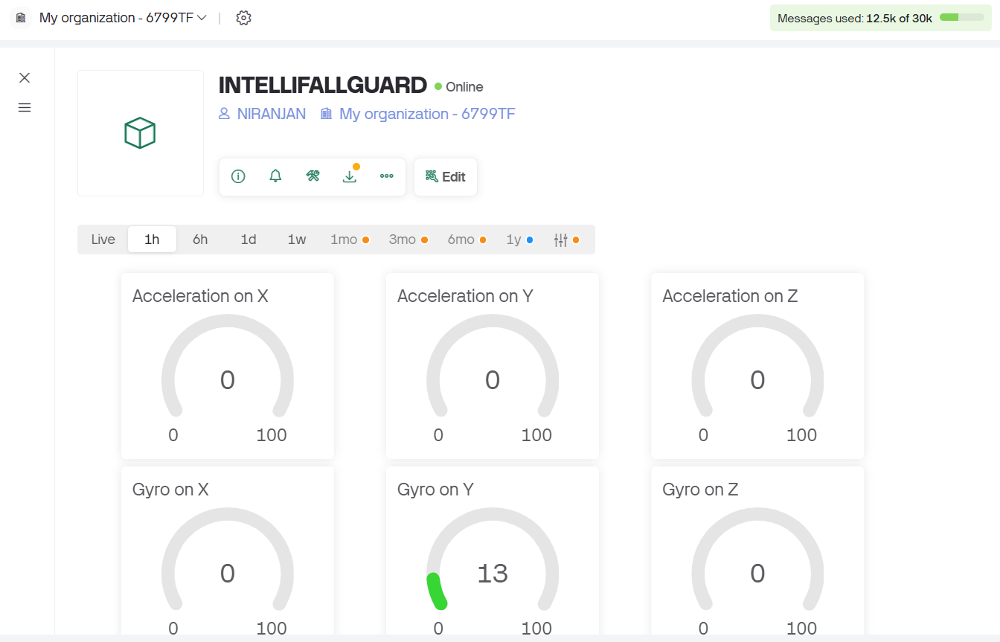 My organization - 6799TF
Messages used: 12.5k of 30k
INTELLIFALLGUARD
Online
NIRANJAN My organization - 6799TF
Edit
Live 1h 6h 1d 1w 1mo 3mo 6mo 1y
Acceleration on X
0
0 100
Acceleration on Y
0
0 100
Acceleration on Z
0
0 100
Gyro on X
0
0 100
Gyro on Y
13
0 100
Gyro on Z
0
0 100